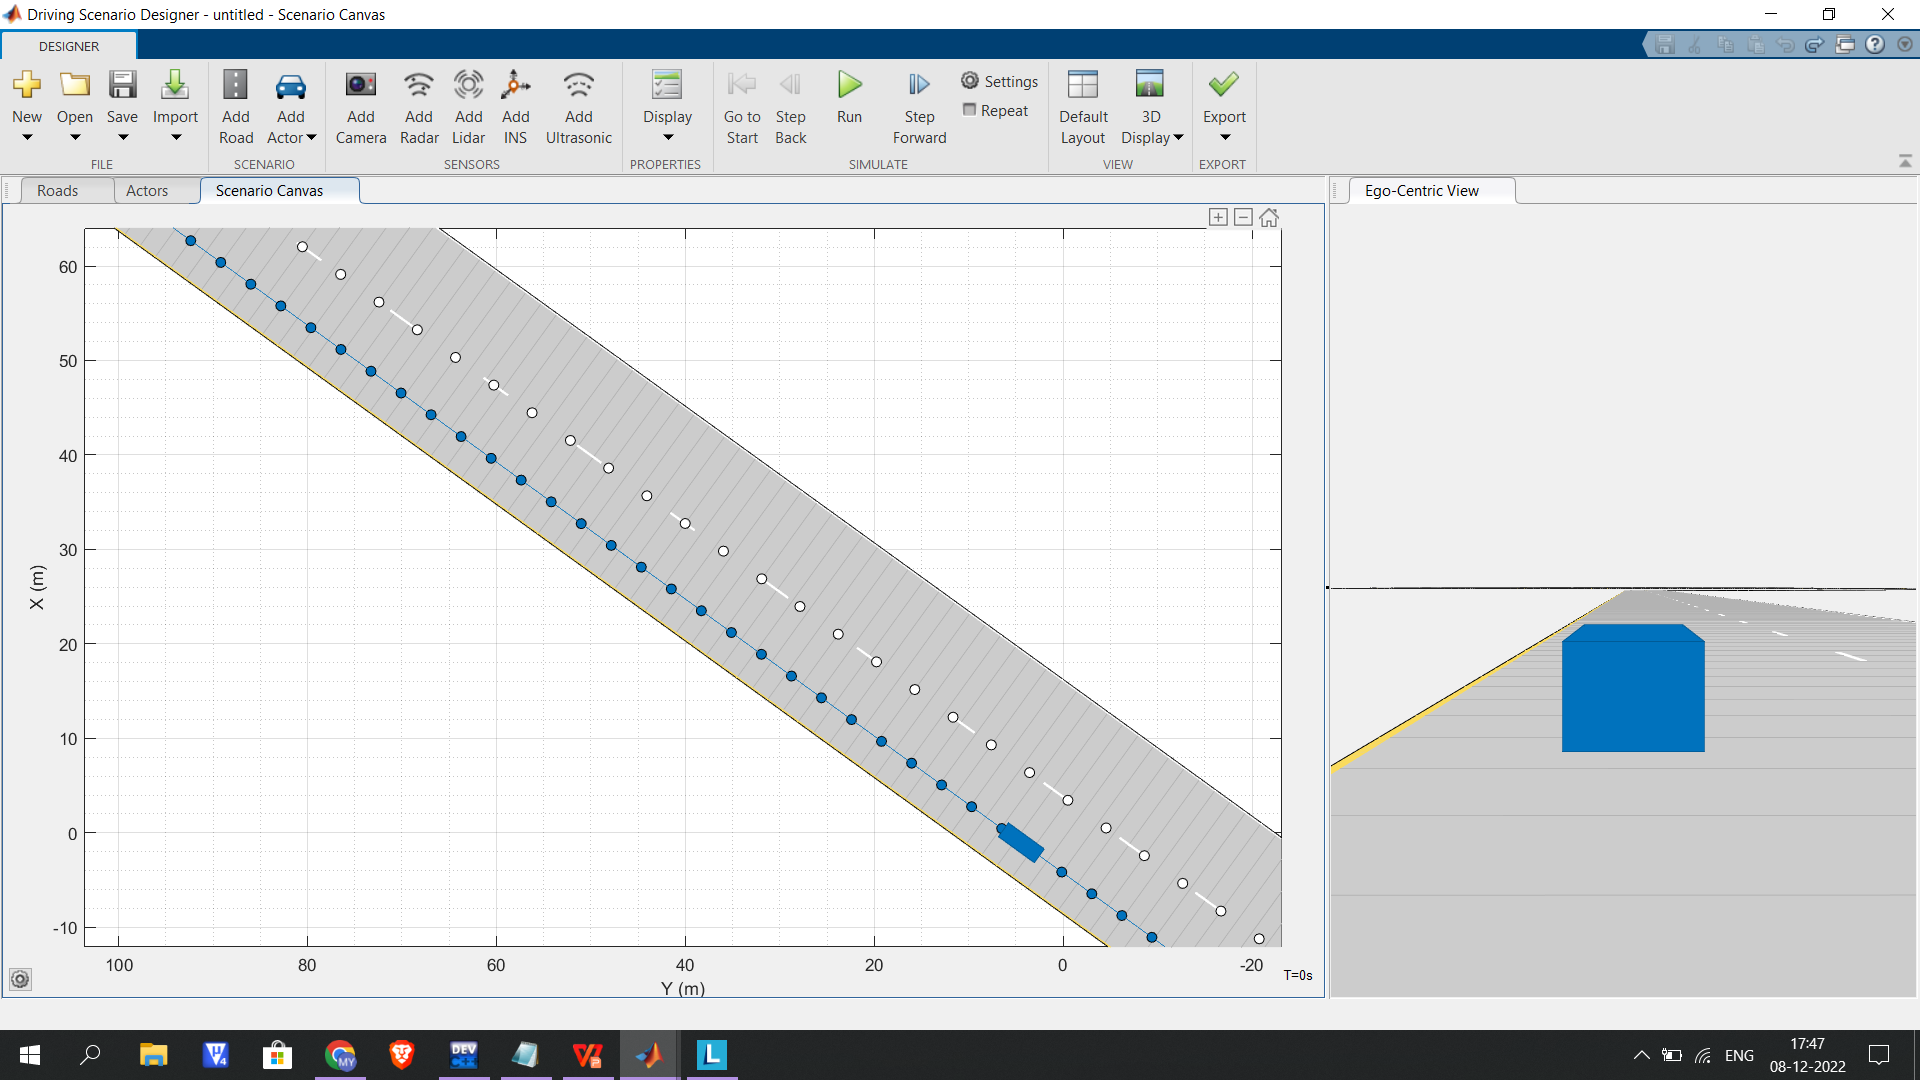 Driving Scenario Designer - untitled - Scenario Canvas
DESIGNER
New
Open
Save
Import
Add Road
Add Actor
Add Camera
Add Radar
Add Lidar
Add INS
Add Ultrasonic
Display
Go to Start
Step Back
Run
Step Forward
Settings
Repeat
Default Layout
3D Display
Export
FILE
SCENARIO
SENSORS
PROPERTIES
SIMULATE
VIEW
EXPORT
Roads
Actors
Scenario Canvas
Ego-Centric View
60
50
40
30
20
10
0
-10
X (m)
100
80
60
40
20
0
-20
T=0s
Y (m)
MY
DEV
C++
L
ENG
17:47
08-12-2022